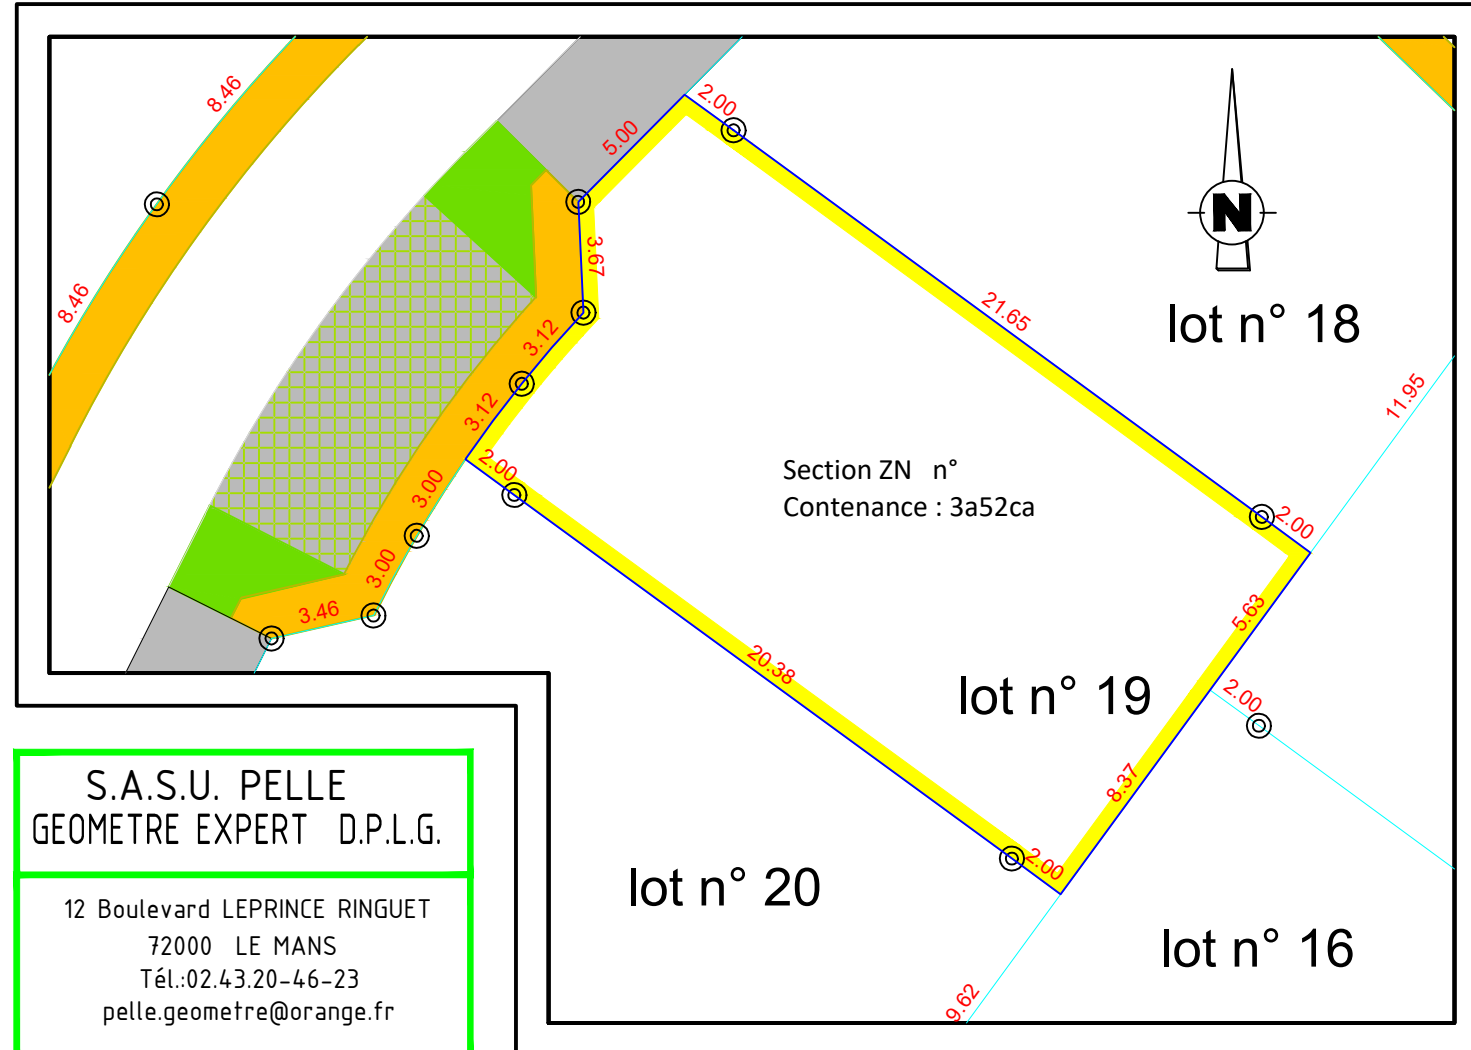 8.46
8.46
2.00
5.00
3.67
3.12
3.12
2.00
3.00
3.00
3.46
21.65
N
lot n° 18
11.95
Section ZN n°
Contenance : 3a52ca
2.00
5.63
20.38
lot n° 19
2.00
8.37
2.00
lot n° 20
lot n° 16
9.62
S.A.S.U. PELLE
GEOMETRE EXPERT D.P.L.G.
12 Boulevard LEPRINCE RINGUET
72000 LE MANS
Tél.:02.43.20-46-23
pelle.geometre@orange.fr